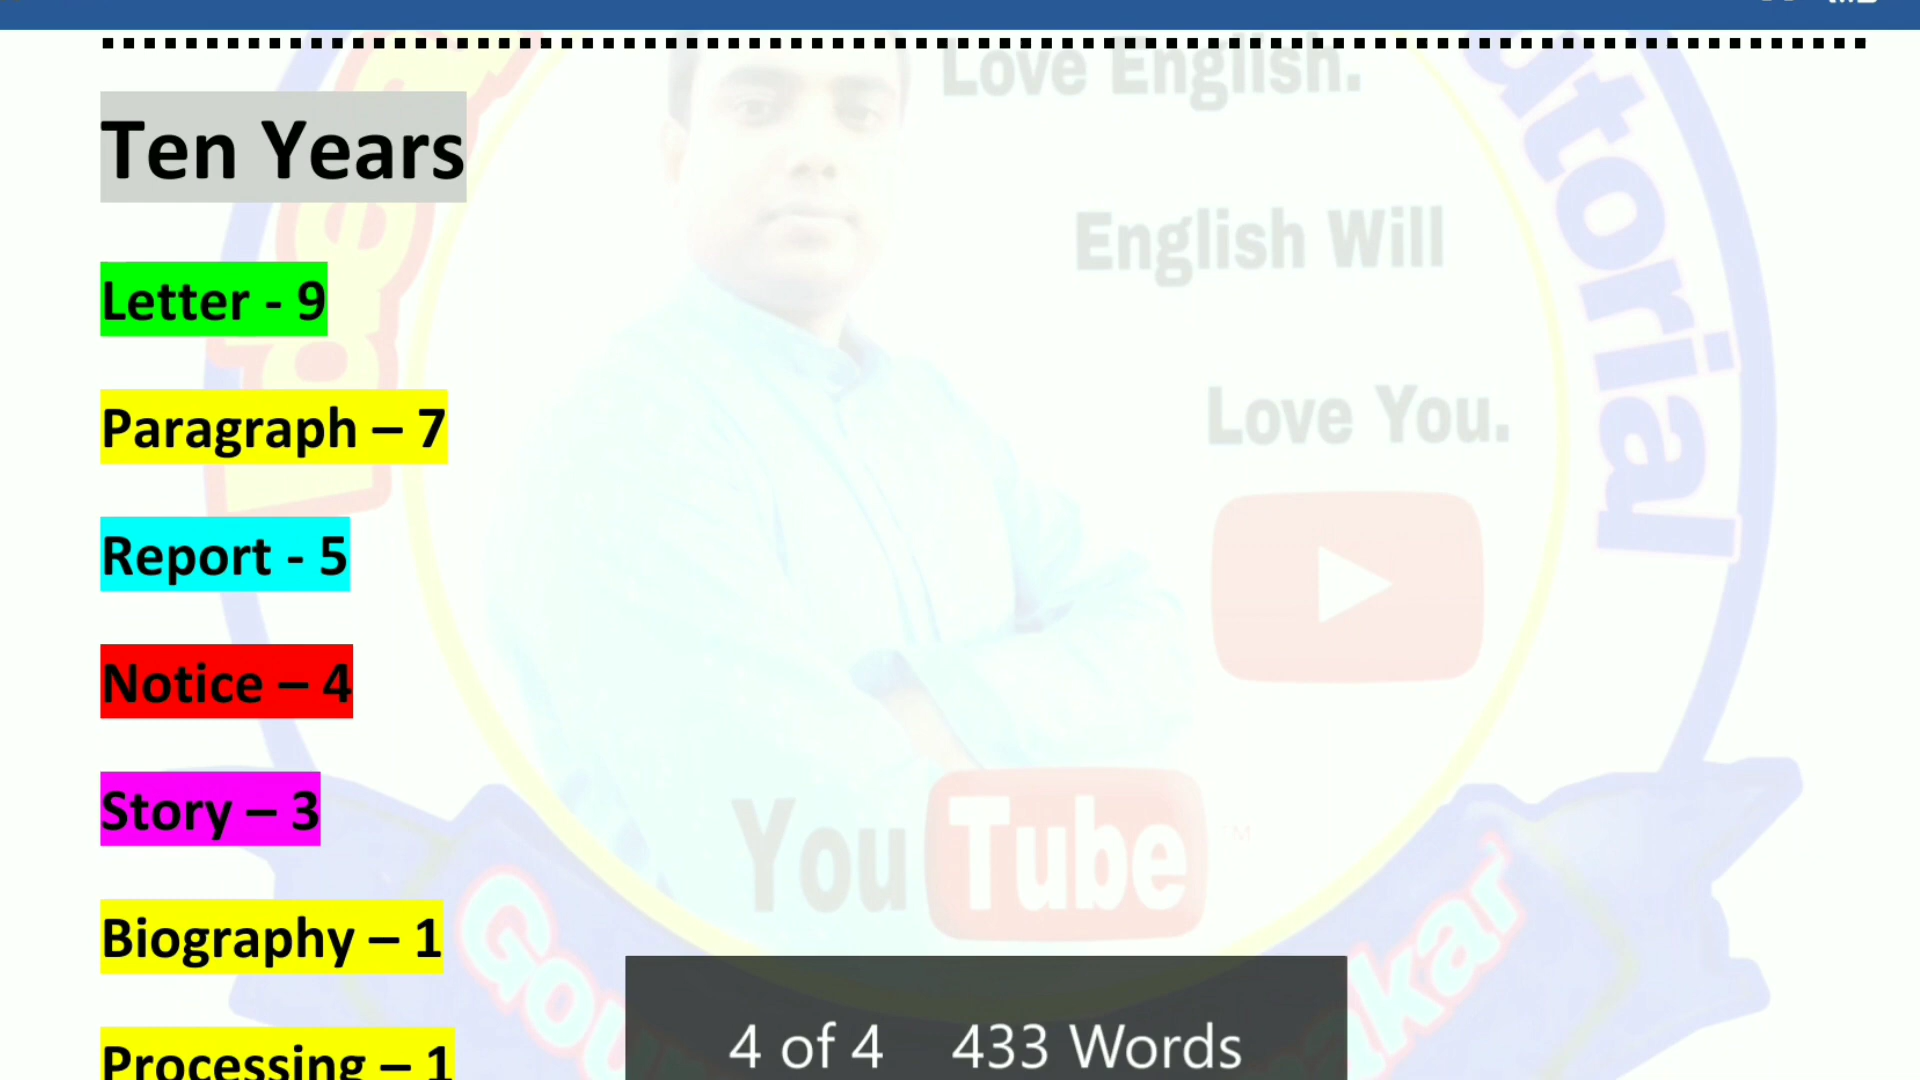 Love English.
Ten Years
English Will
Letter - 9
Love You.
Paragraph – 7
Report - 5
Notice – 4
Story – 3
YouTube
Biography – 1
Processing – 1
4 of 4 433 Words
utorial